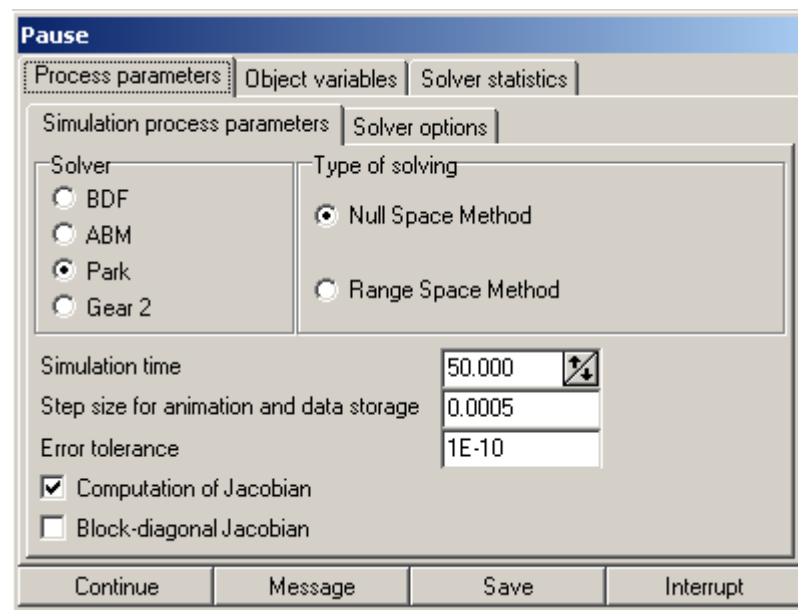 Pause
Process parameters Object variables Solver statistics
Simulation process parameters Solver options
Solver
BDF
ABM
Park
Gear 2
Type of solving
Null Space Method
Range Space Method
Simulation time 50.000
Step size for animation and data storage 0.0005
Error tolerance 1E-10
Computation of Jacobian
Block-diagonal Jacobian
Continue Message Save Interrupt